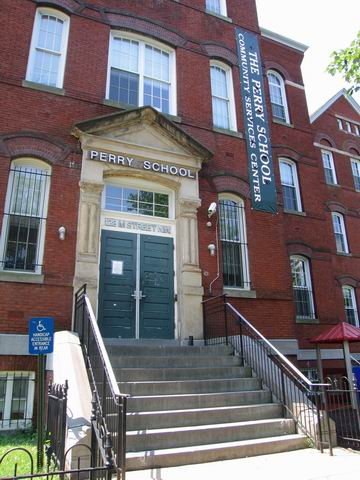 THE PERRY SCHOOL
COMMUNITY SERVICES CENTER
PERRY SCHOOL
128 M STREET N.W.
HANDICAP
ACCESSIBLE
ENTRANCE
IN REAR